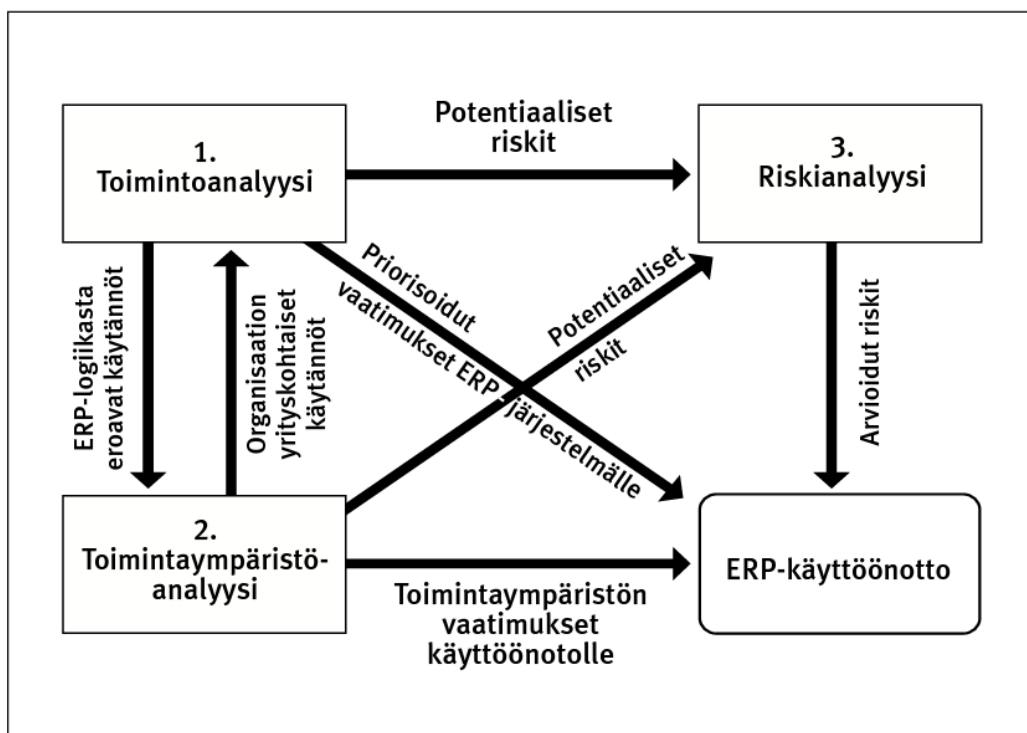 1.
Toimintoanalyysi
Potentiaaliset
riskit
3.
Riskianalyysi
ERP-logiikasta
eroavat käytännöt
Organisaation
yrityskohtaiset
käytännöt
Priorisoidut
vaatimukset ERP-järjestelmälle
Potentiaaliset
riskit
Arvioidut riskit
2.
Toimintaympäristö-
analyysi
Toimintaympäristön
vaatimukset
käyttöönotolle
ERP-käyttöönotto